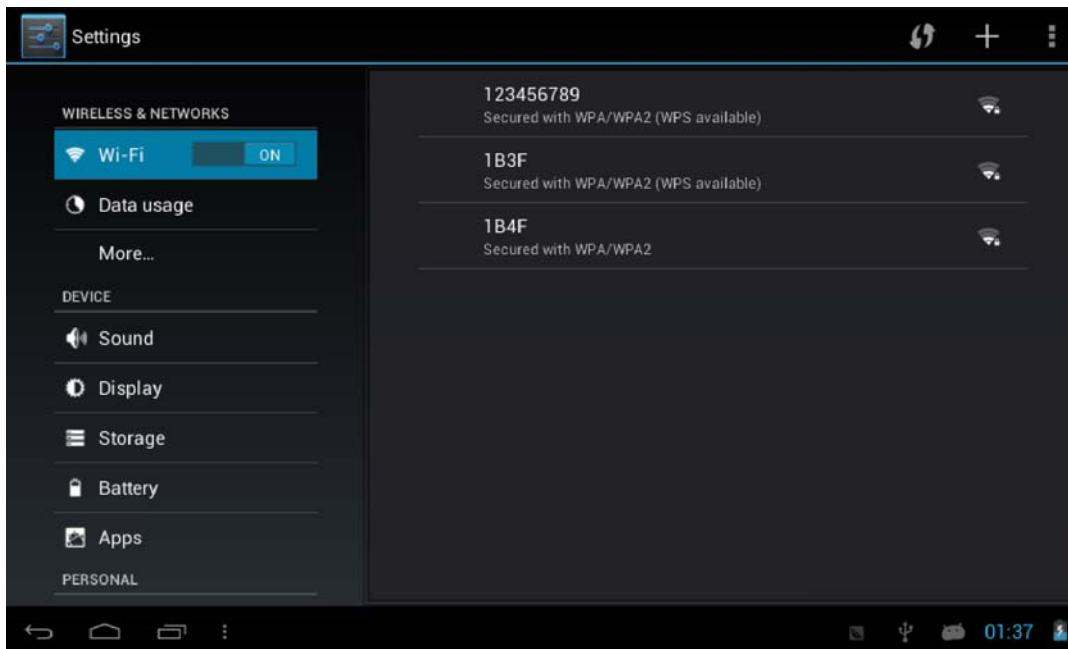 Settings
WIRELESS & NETWORKS
Wi-Fi ON
Data usage
More...
DEVICE
Sound
Display
Storage
Battery
Apps
PERSONAL
123456789
Secured with WPA/WPA2 (WPS available)
1B3F
Secured with WPA/WPA2 (WPS available)
1B4F
Secured with WPA/WPA2
01:37